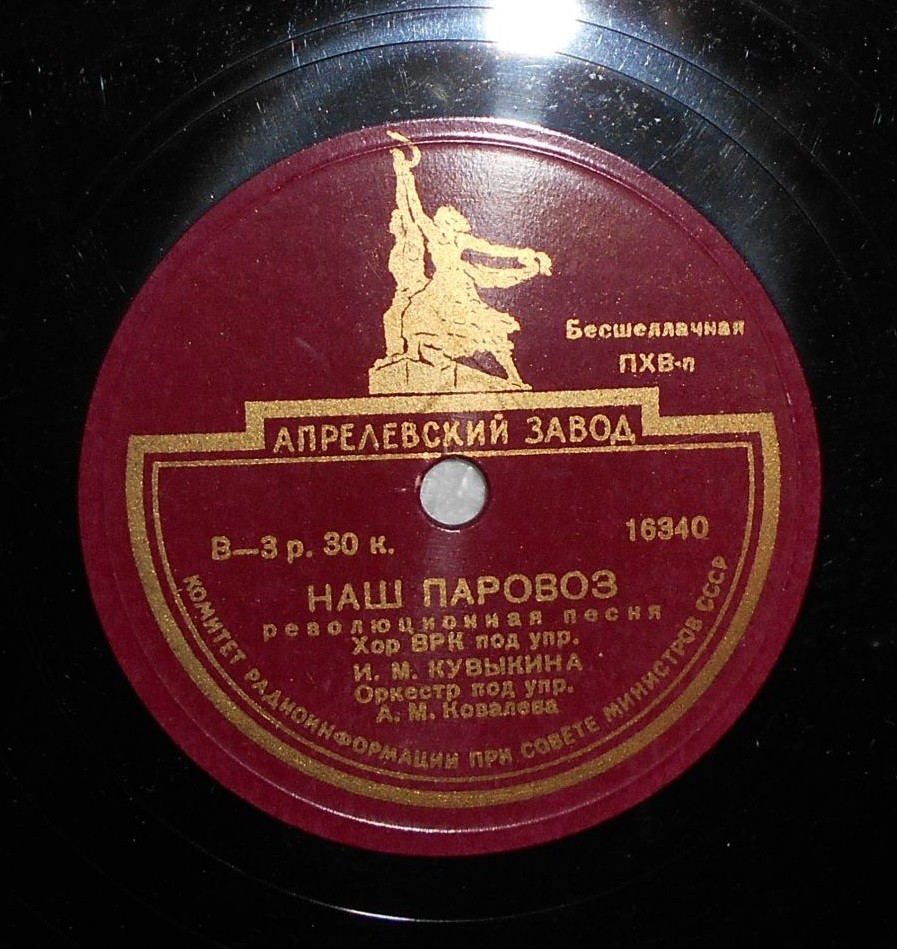 Бесшеллачная
ПХВ-п
АПРЕЛЕВСКИЙ ЗАВОД
В—3 р. 30 к.
16340
НАШ ПАРОВОЗ
революционная песня
Хор ВРК под упр.
И. М. КУВЫКИНА
Оркестр под упр.
А. М. Ковалева
КОМИТЕТ РАДИОИНФОРМАЦИИ ПРИ СОВЕТЕ МИНИСТРОВ СССР